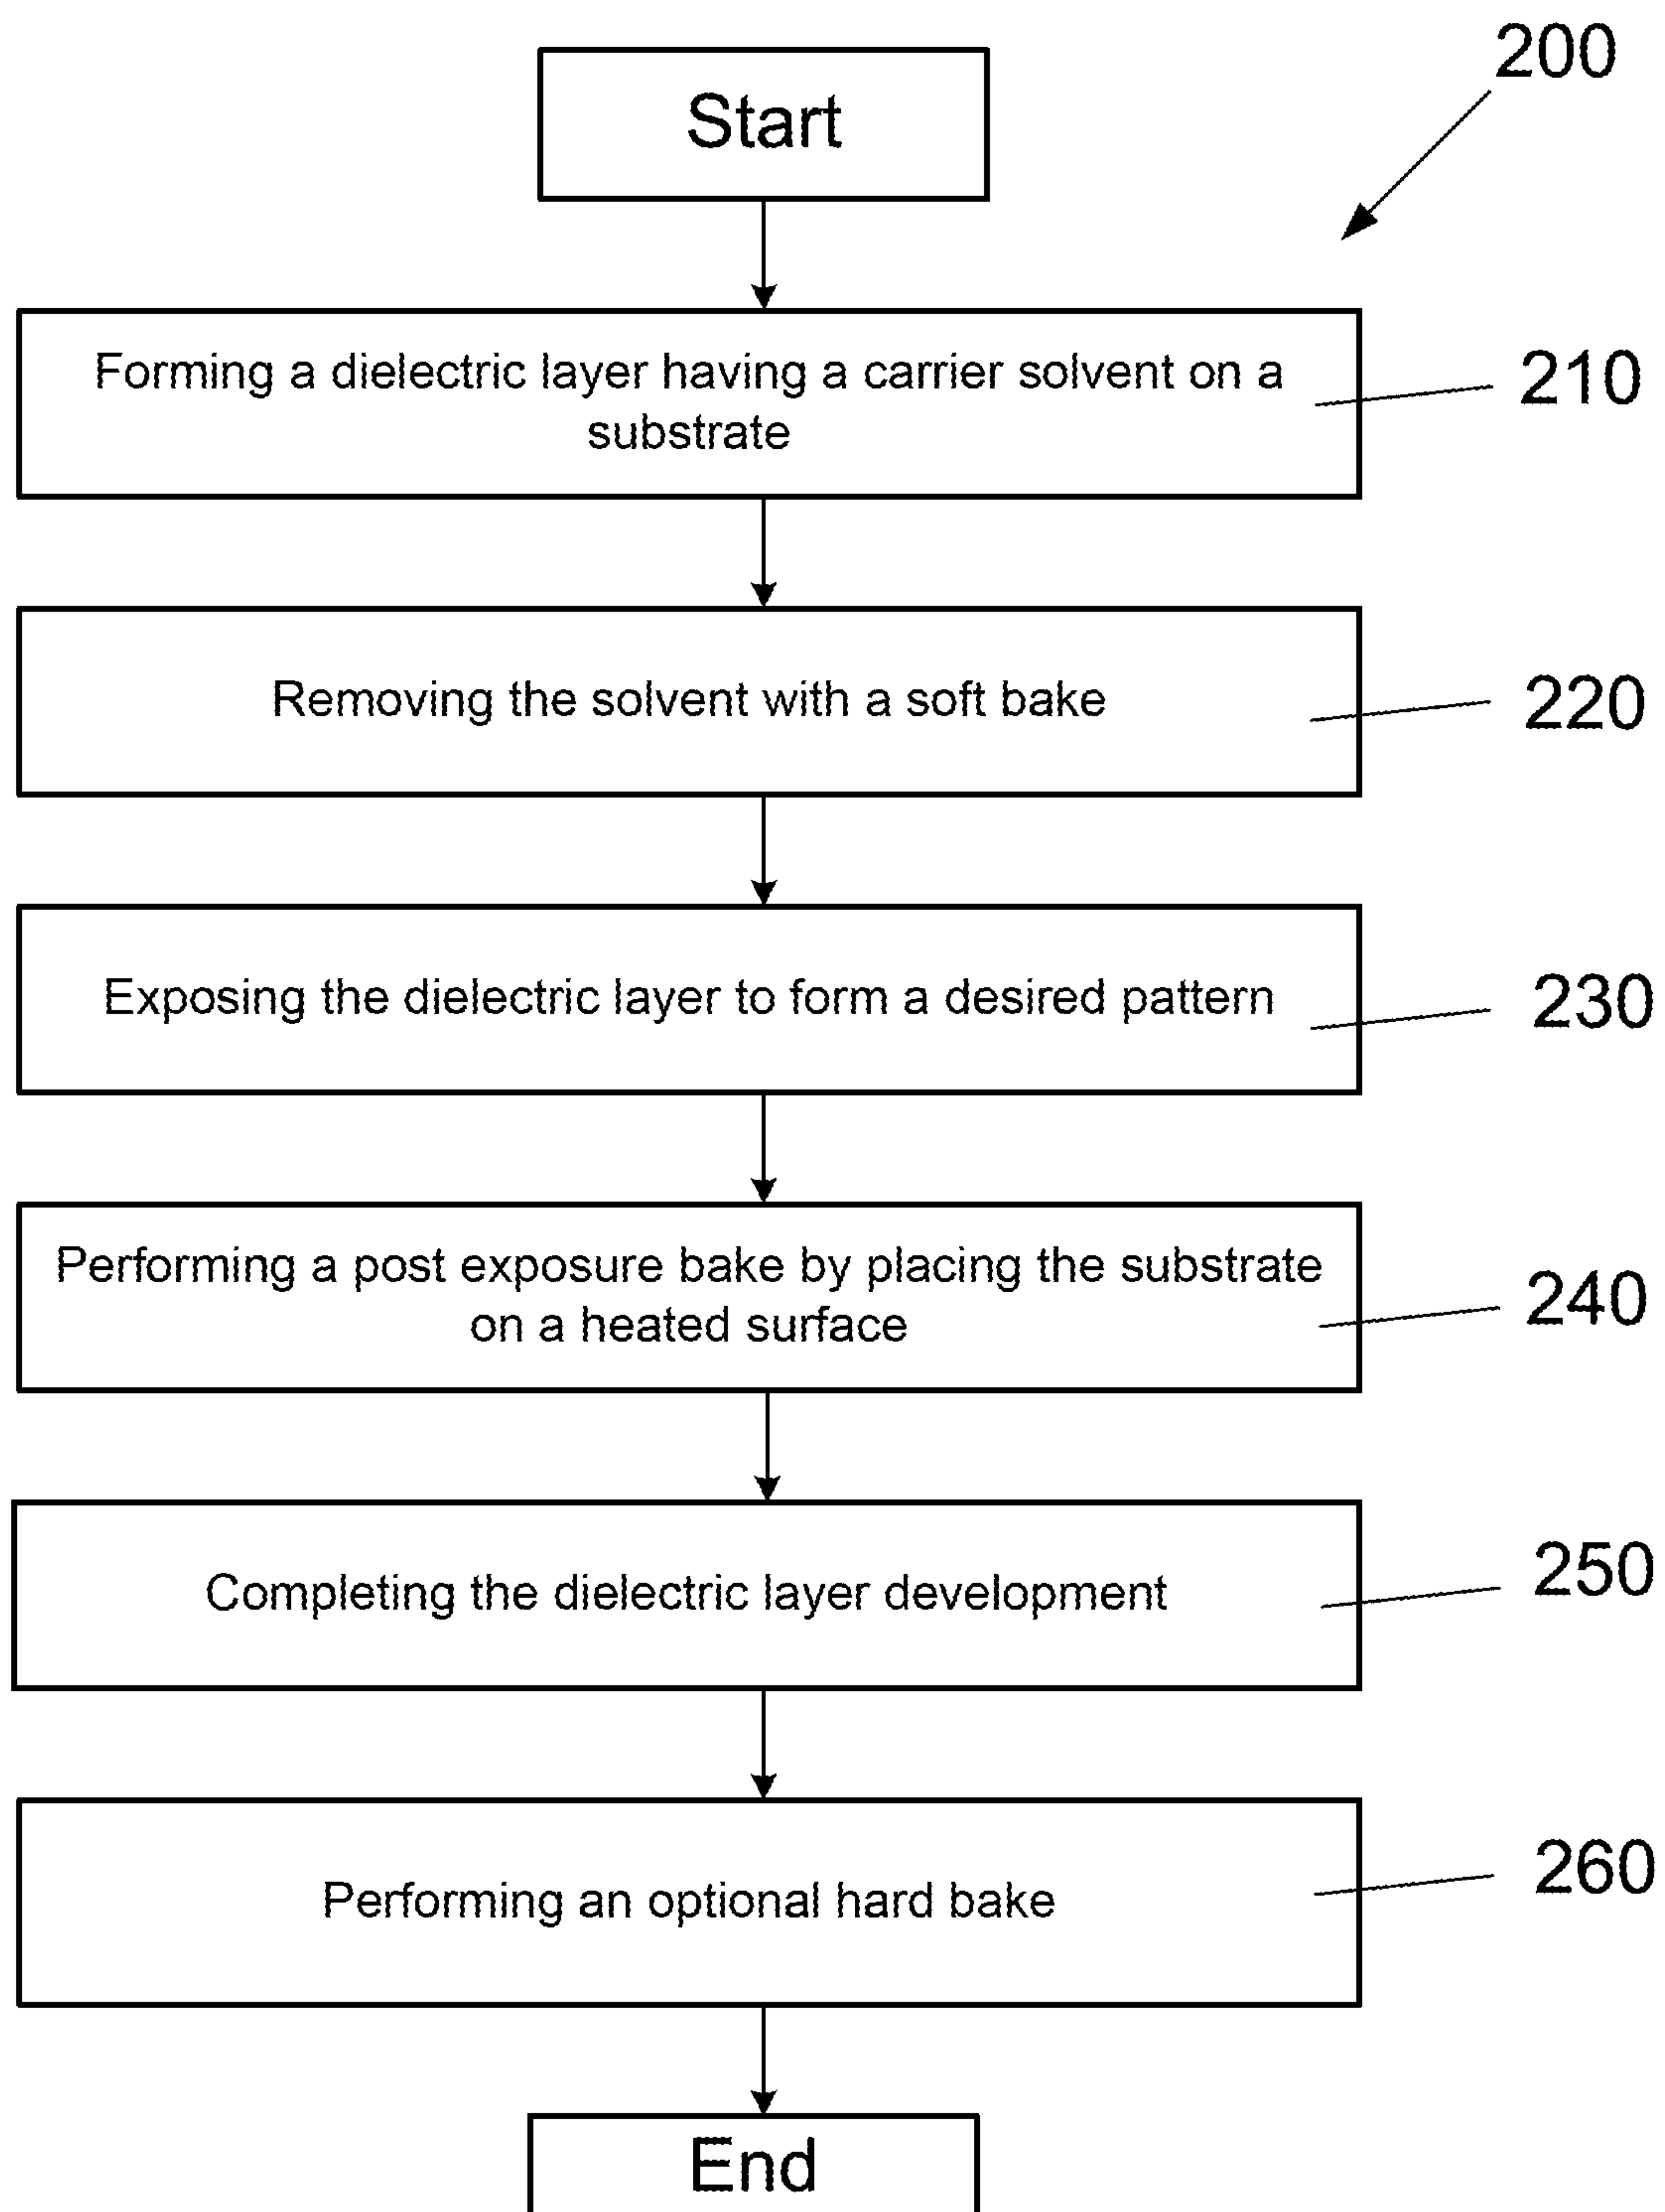 200
Start
Forming a dielectric layer having a carrier solvent on a
substrate
210
Removing the solvent with a soft bake
220
Exposing the dielectric layer to form a desired pattern
230
Performing a post exposure bake by placing the substrate
on a heated surface
240
Completing the dielectric layer development
250
Performing an optional hard bake
260
End